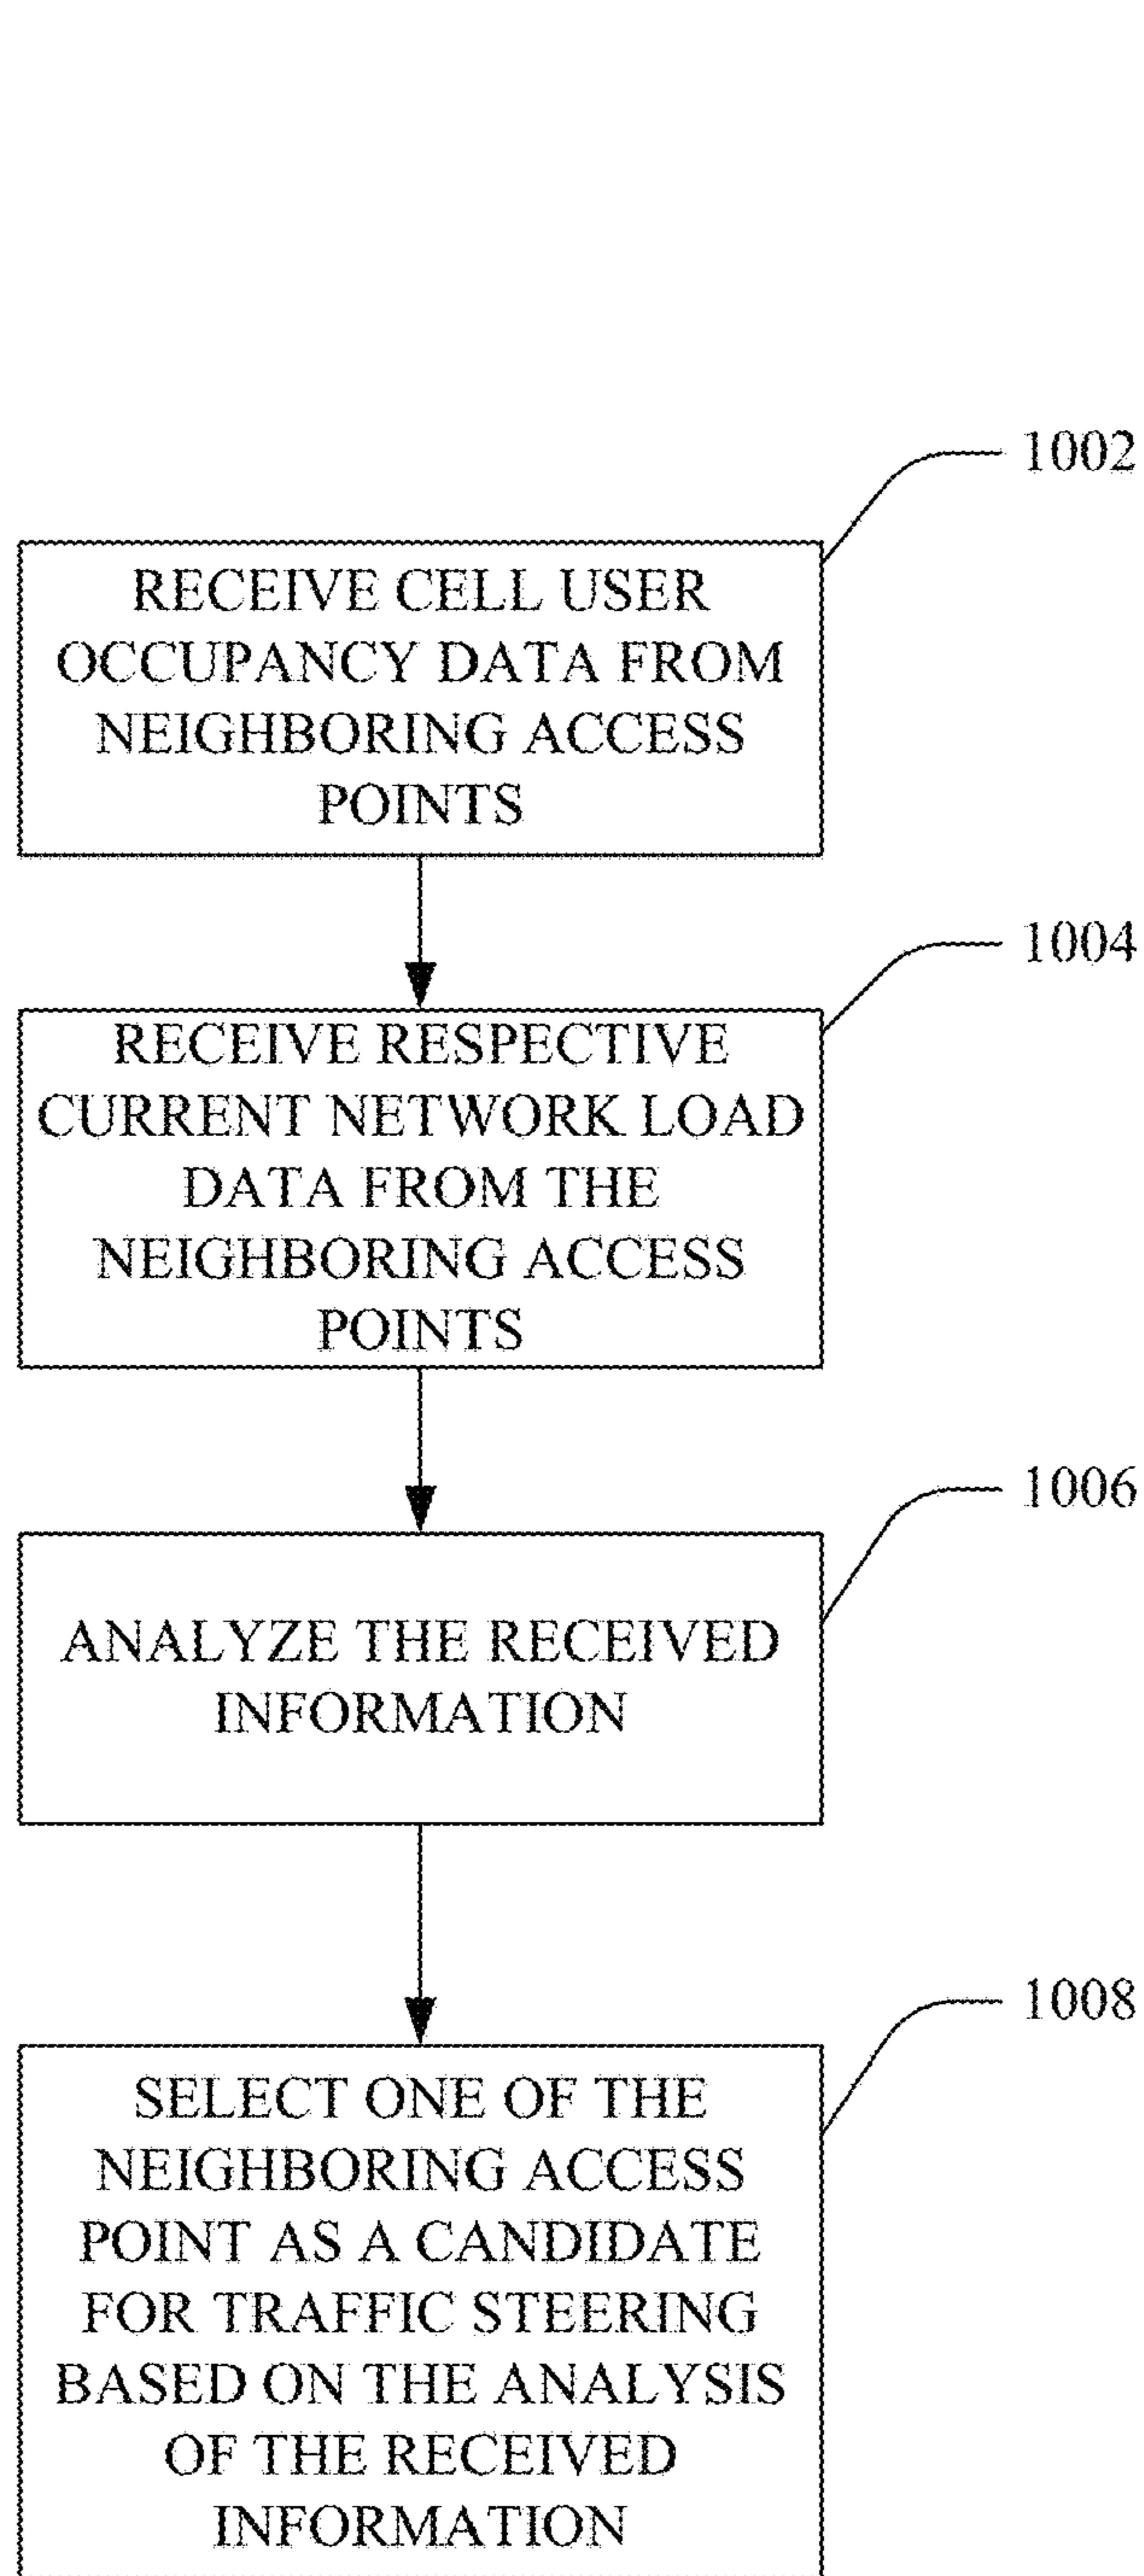 1002
RECEIVE CELL USER
OCCUPANCY DATA FROM
NEIGHBORING ACCESS
POINTS
1004
RECEIVE RESPECTIVE
CURRENT NETWORK LOAD
DATA FROM THE
NEIGHBORING ACCESS
POINTS
1006
ANALYZE THE RECEIVED
INFORMATION
1008
SELECT ONE OF THE
NEIGHBORING ACCESS
POINT AS A CANDIDATE
FOR TRAFFIC STEERING
BASED ON THE ANALYSIS
OF THE RECEIVED
INFORMATION